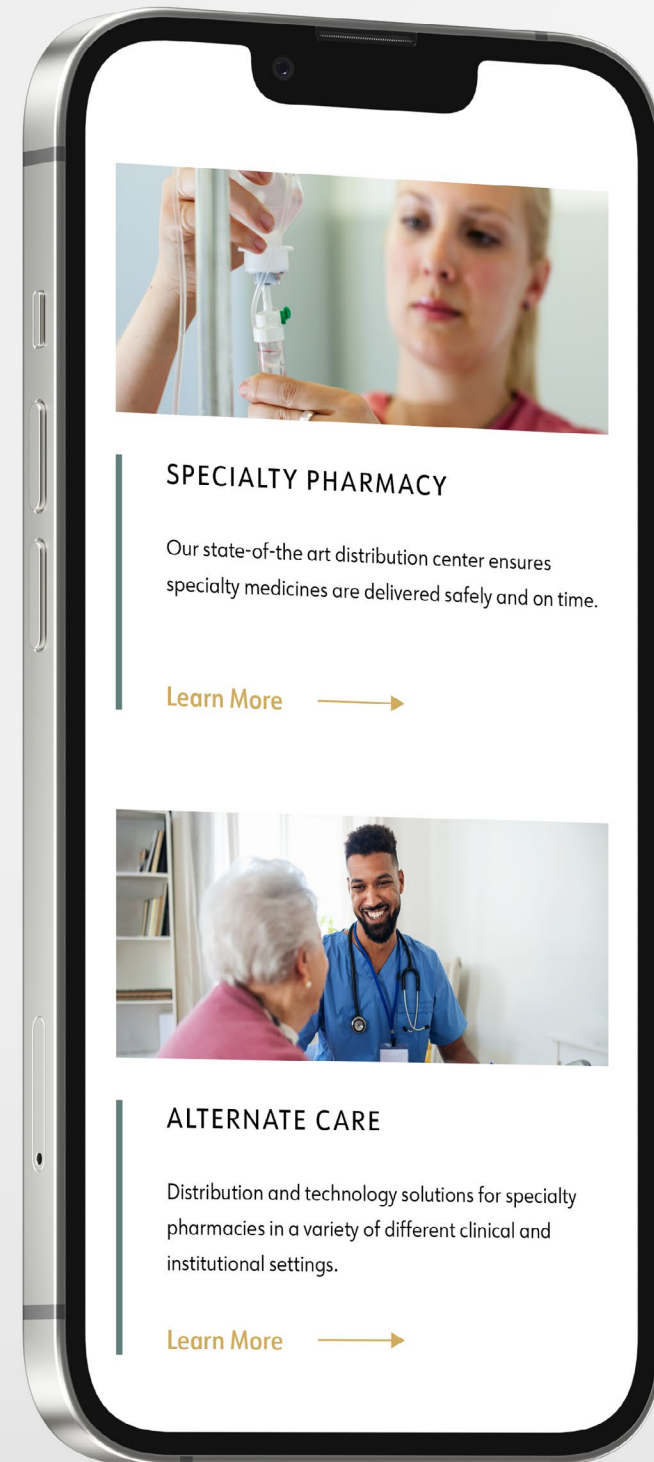 SPECIALTY PHARMACY
Our state-of-the art distribution center ensures
specialty medicines are delivered safely and on time.
Learn More
ALTERNATE CARE
Distribution and technology solutions for specialty
pharmacies in a variety of different clinical and
institutional settings.
Learn More